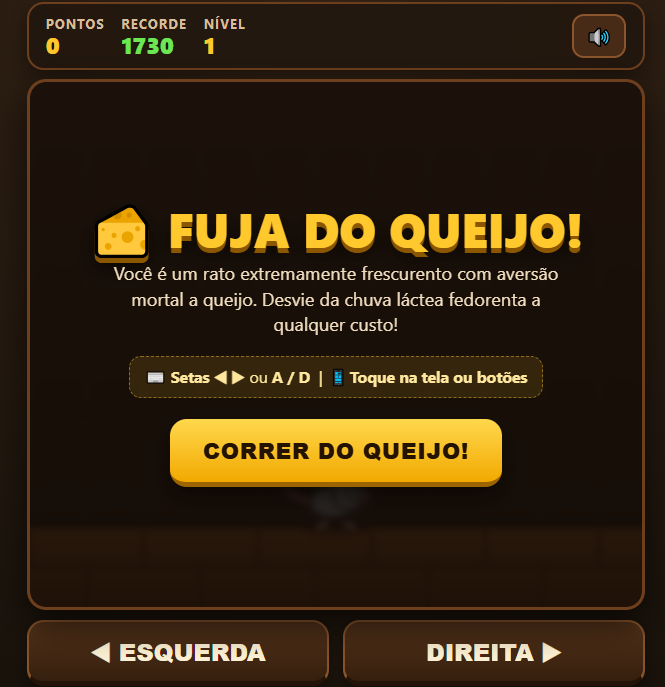 PONTOS RECORDE NÍVEL
0 1730 1
FUJA DO QUEIJO!
Você é um rato extremamente frescurento com aversão
mortal a queijo. Desvie da chuva láctea fedorenta a
qualquer custo!
Setas ◀ ▶ ou A / D | Toque na tela ou botões
CORRER DO QUEIJO!
◀ ESQUERDA DIREITA ▶